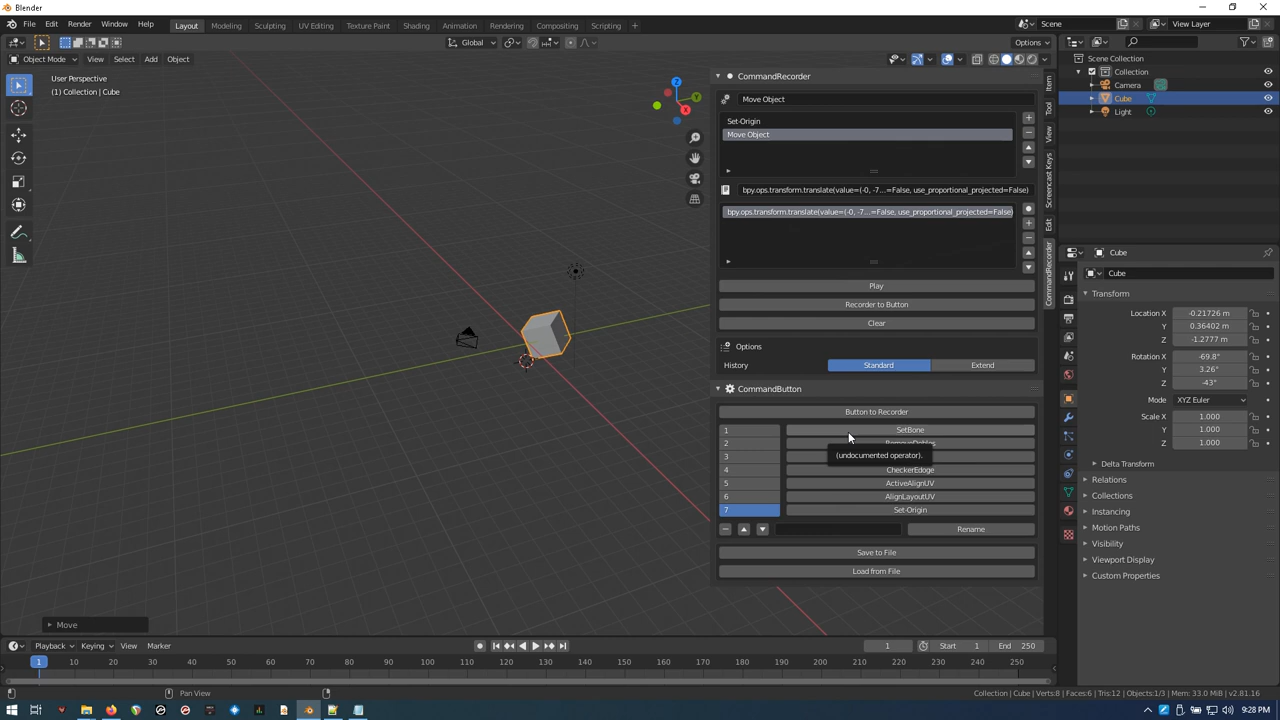 Blender
File Edit Render Window Help
Layout Modeling Sculpting UV Editing Texture Paint Shading Animation Rendering Compositing Scripting +
Scene
View Layer
Object Mode View Select Add Object
Global
Options
User Perspective
(1) Collection | Cube
Z
Y
X
CommandRecorder
Move Object
Set-Origin
Move Object
bpy.ops.transform.translate(value=(-0, -7...=False, use_proportional_projected=False)
bpy.ops.transform.translate(value=(-0, -7...=False, use_proportional_projected=False)
Play
Recorder to Button
Clear
Options
History Standard Extend
CommandButton
Button to Recorder
1 SetBone
2
3
(undocumented operator).
4 CheckerEdoge
5 ActiveAlignUV
6 AlignLayoutUV
7 Set-Origin
Rename
Save to File
Load from File
Item
Tool
View
Screencast Keys
Edit
CommandRecorder
Scene Collection
Collection
Camera
Cube
Light
Cube
Cube
Transform
Location X -0.21726 m
Y 0.36402 m
Z -1.2777 m
Rotation X -69.8°
Y 3.26°
Z -43°
Mode XYZ Euler
Scale X 1.000
Y 1.000
Z 1.000
Delta Transform
Relations
Collections
Instancing
Motion Paths
Visibility
Viewport Display
Custom Properties
Move
Playback Keying View Marker
1 Start 1 End 250
1 10 20 30 40 50 60 70 80 90 100 110 120 130 140 150 160 170 180 190 200 210 220 230 240 250
Pan View
Collection | Cube | Verts:8 | Faces:6 | Tris:12 | Objects:1/3 | Mem: 33.0 MiB | v2.81.16
9:28 PM